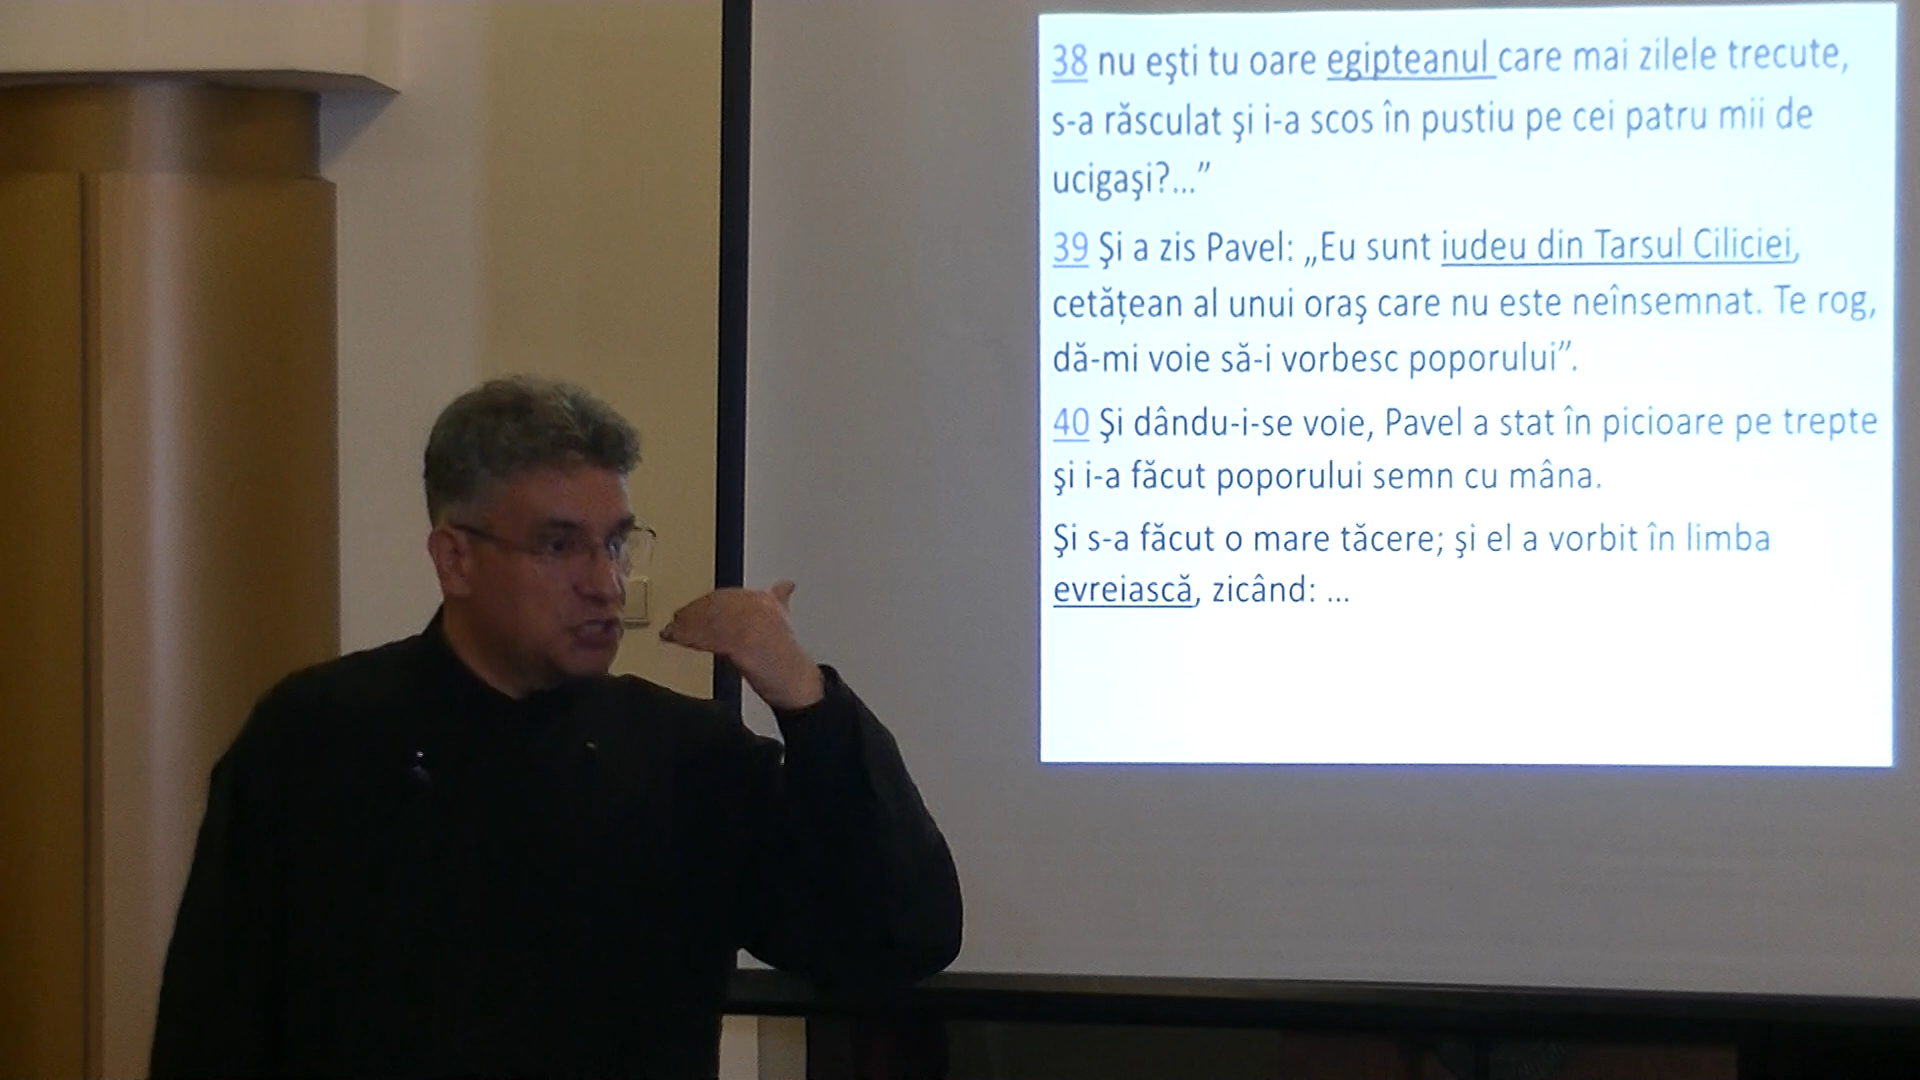 38 nu eşti tu oare egipteanul care mai zilele trecute,
s-a răsculat şi i-a scos în pustiu pe cei patru mii de
ucigaşi?...”
39 Şi a zis Pavel: „Eu sunt iudeu din Tarsul Ciliciei,
cetățean al unui oraş care nu este neînsemnat. Te rog,
dă-mi voie să-i vorbesc poporului”.
40 Şi dându-i-se voie, Pavel a stat în picioare pe trepte
şi i-a făcut poporului semn cu mâna.
Şi s-a făcut o mare tăcere; şi el a vorbit în limba
evreiască, zicând: ...